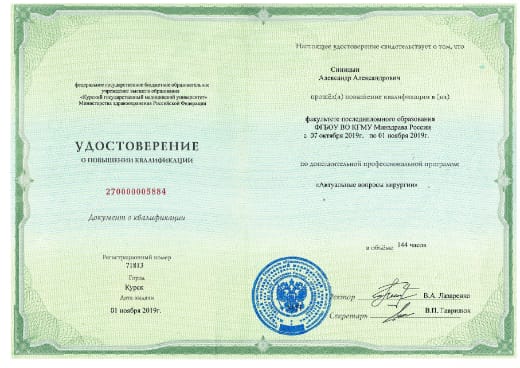 федеральное государственное бюджетное образовательное
учреждение высшего образования
«Курский государственный медицинский университет»
Министерства здравоохранения Российской Федерации
УДОСТОВЕРЕНИЕ
О ПОВЫШЕНИИ КВАЛИФИКАЦИИ
270000005884
Документ о квалификации
Регистрационный номер
71813
Город
Курск
Дата выдачи
01 ноября 2019г.
Настоящее удостоверение свидетельствует о том, что
Синицын
Александр Александрович
прошёл(а) повышение квалификации в (на)
факультете последипломного образования
ФГБОУ ВО КГМУ Минздрава России
с 07 октября 2019г. по 01 ноября 2019г.
по дополнительной профессиональной программе
«Актуальные вопросы хирургии»
в объёме 144 часов
Ректор В.А. Лазаренко
Секретарь В.П. Гаврилюк